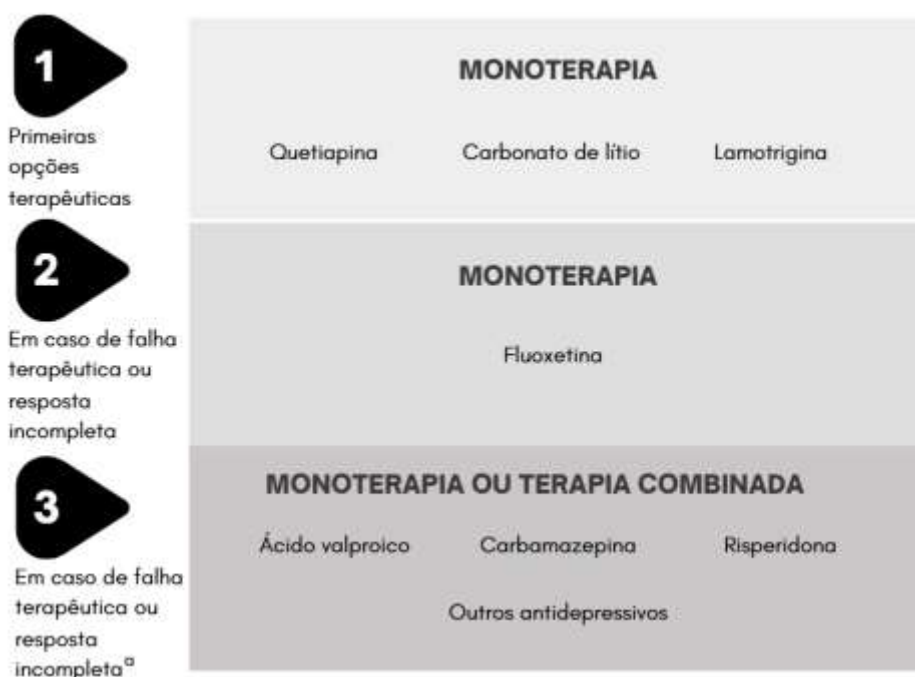 1
Primeiras
opções
terapêuticas
MONOTERAPIA
Quetiapina Carbonato de lítio Lamotrigina
2
Em caso de falha
terapêutica ou
resposta
incompleta
MONOTERAPIA
Fluoxetina
3
Em caso de falha
terapêutica ou
resposta
incompletaª
MONOTERAPIA OU TERAPIA COMBINADA
Ácido valproico Carbamazepina Risperidona
Outros antidepressivos